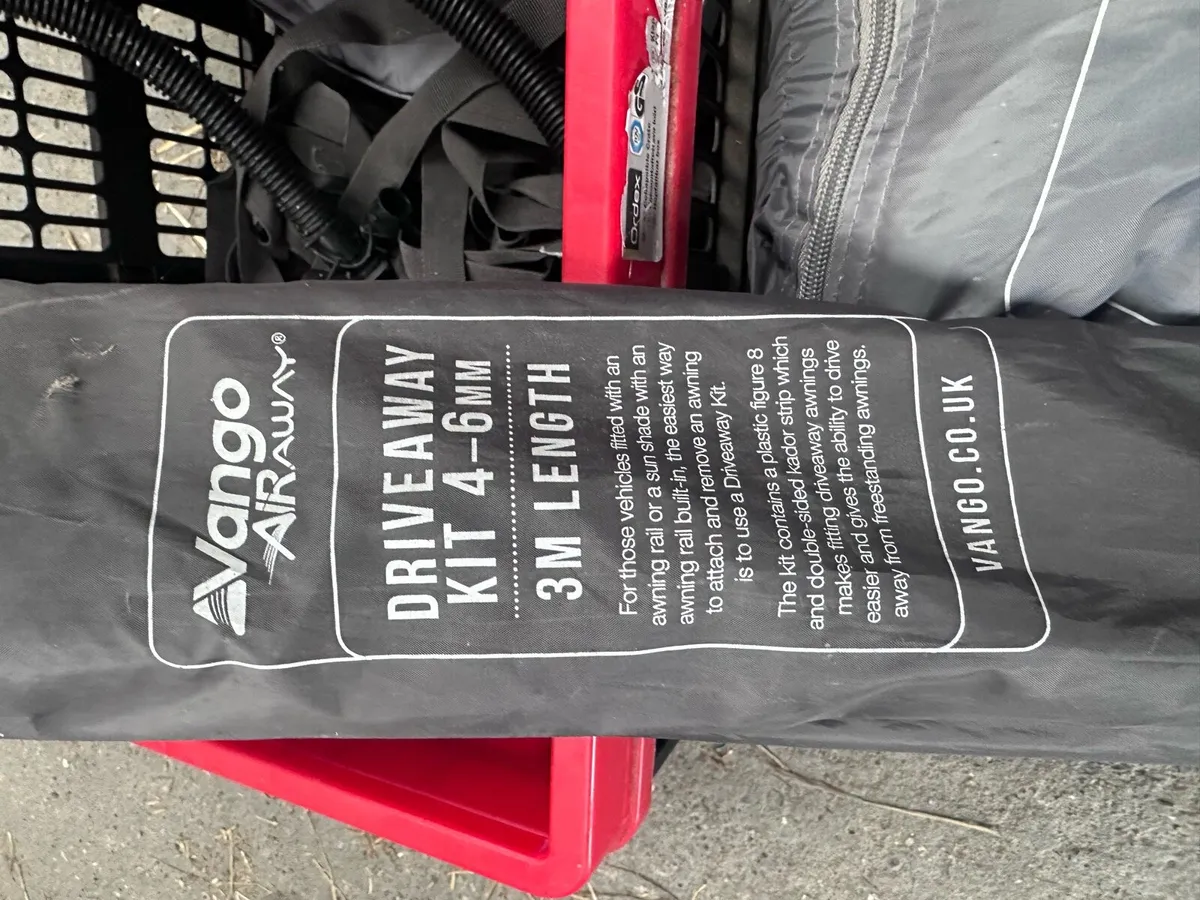 Vango
AiRAWAY®
DRIVEAWAY
KIT 4–6MM
3M LENGTH
For those vehicles fitted with an
awning rail or a sun shade with an
awning rail built-in, the easiest way
to attach and remove an awning
is to use a Driveaway Kit.
The kit contains a plastic figure 8
and double-sided kador strip which
makes fitting driveaway awnings
easier and gives the ability to drive
away from freestanding awnings.
VANGO.CO.UK
Ordex
GS